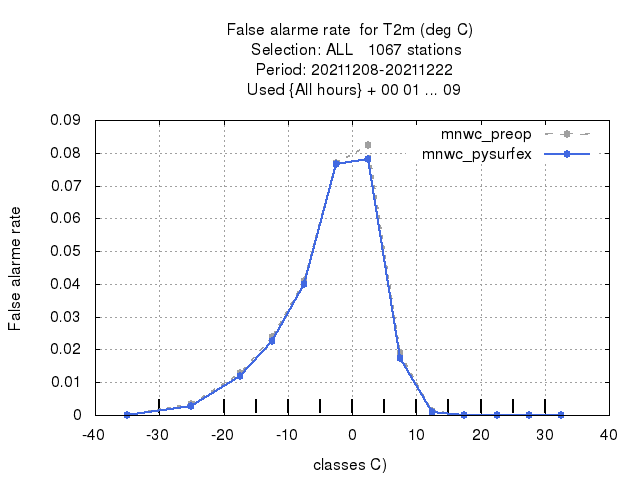 False alarme rate  for T2m (deg C)
Selection: ALL   1067 stations
Period: 20211208-20211222
Used {All hours} + 00 01 ... 09
mnwc_preop
mnwc_pysurfex
False alarme rate
0.09
0.08
0.07
0.06
0.05
0.04
0.03
0.02
0.01
0
-40 -30 -20 -10 0 10 20 30 40
classes C)